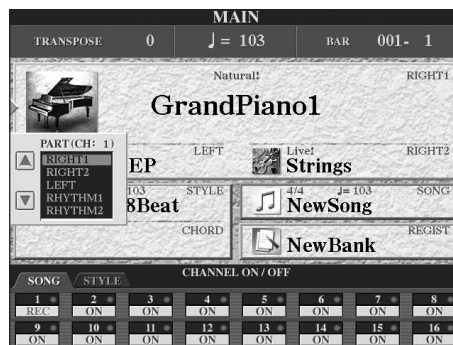 MAIN
TRANSPOSE 0 ♩= 103 BAR 001- 1
Natural! RIGHT1
GrandPiano1
PART(CH: 1)
RIGHT1
RIGHT2
LEFT
RHYTHM1
RHYTHM2
LEFT
EP
Live! RIGHT2
Strings
103 STYLE
8Beat
4/4 ♩= 103 SONG
NewSong
CHORD
REGIST
NewBank
SONG STYLE CHANNEL ON / OFF
1 2 3 4 5 6 7 8
REC ON ON ON ON ON ON ON
9 10 11 12 13 14 15 16
ON ON ON ON ON ON ON ON